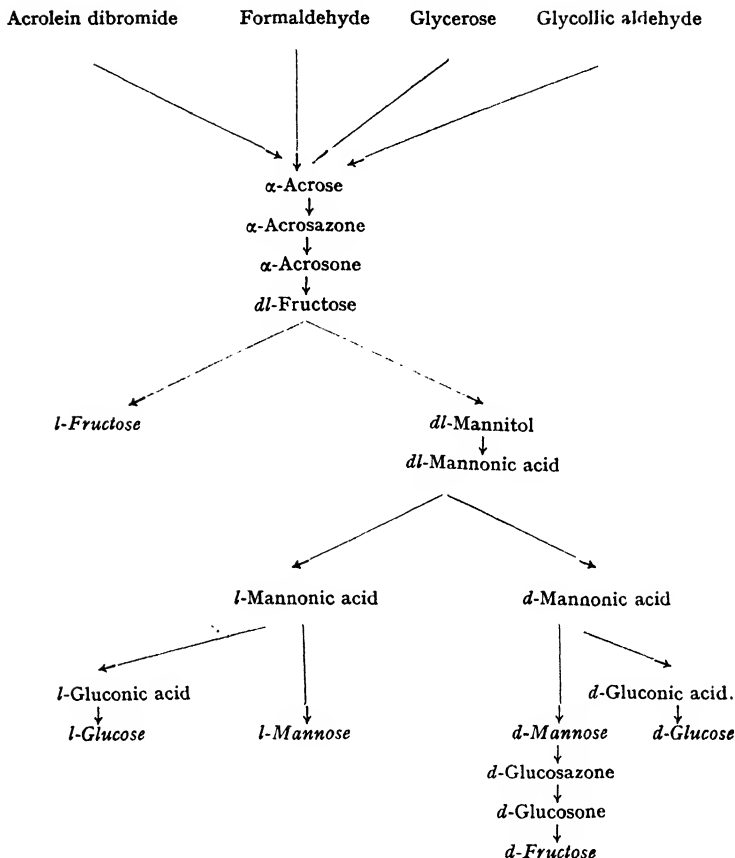 Acrolein dibromide Formaldehyde Glycerose Glycollic aldehyde
α-Acrose
α-Acrosazone
α-Acrosone
dl-Fructose
l-Fructose dl-Mannitol
dl-Mannonic acid
l-Mannonic acid d-Mannonic acid
l-Gluconic acid d-Gluconic acid.
l-Glucose l-Mannose d-Mannose d-Glucose
d-Glucosazone
d-Glucosone
d-Fructose